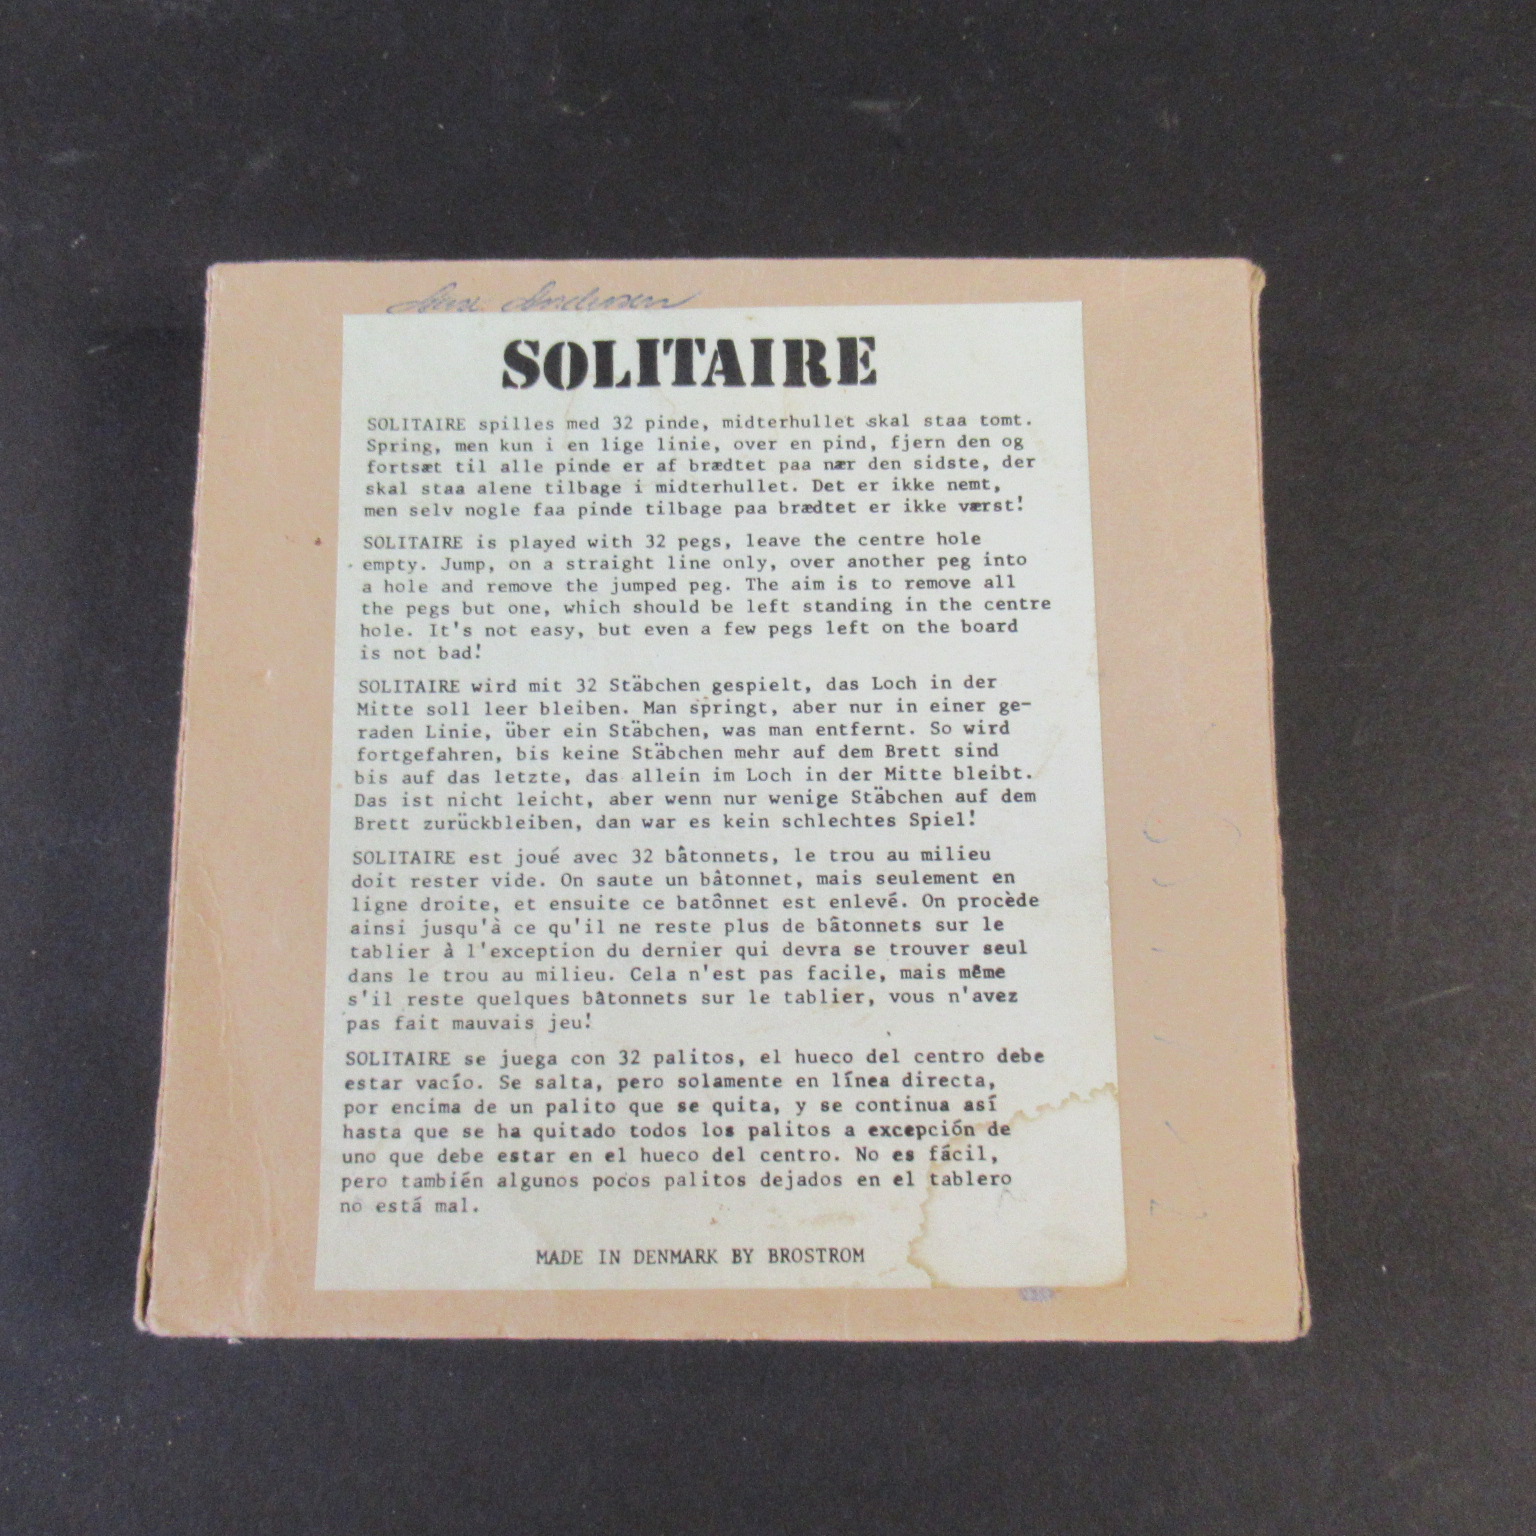 SOLITAIRE
SOLITAIRE spilles med 32 pinde, midterhullet skal staa tomt.
Spring, men kun i en lige linie, over en pind, fjern den og
fortsæt til alle pinde er af brædtet paa nær den sidste, der
skal staa alene tilbage i midterhullet. Det er ikke nemt,
men selv nogle faa pinde tilbage paa brædtet er ikke værst!
SOLITAIRE is played with 32 pegs, leave the centre hole
empty. Jump, on a straight line only, over another peg into
a hole and remove the jumped peg. The aim is to remove all
the pegs but one, which should be left standing in the centre
hole. It's not easy, but even a few pegs left on the board
is not bad!
SOLITAIRE wird mit 32 Stäbchen gespielt, das Loch in der
Mitte soll leer bleiben. Man springt, aber nur in einer ge-
raden Linie, über ein Stäbchen, was man entfernt. So wird
fortgefahren, bis keine Stäbchen mehr auf dem Brett sind
bis auf das letzte, das allein im Loch in der Mitte bleibt.
Das ist nicht leicht, aber wenn nur wenige Stäbchen auf dem
Brett zurückbleiben, dan war es kein schlechtes Spiel!
SOLITAIRE est joué avec 32 bâtonnets, le trou au milieu
doit rester vide. On saute un bâtonnet, mais seulement en
ligne droite, et ensuite ce batônnet est enlevé. On procède
ainsi jusqu'à ce qu'il ne reste plus de bâtonnets sur le
tablier à l'exception du dernier qui devra se trouver seul
dans le trou au milieu. Cela n'est pas facile, mais même
s'il reste quelques bâtonnets sur le tablier, vous n'avez
pas fait mauvais jeu!
SOLITAIRE se juega con 32 palitos, el hueco del centro debe
estar vacío. Se salta, pero solamente en línea directa,
por encima de un palito que se quita, y se continua así
hasta que se ha quitado todos los palitos a excepción de
uno que debe estar en el hueco del centro. No es fácil,
pero también algunos pocos palitos dejados en el tablero
no está mal.
MADE IN DENMARK BY BROSTROM